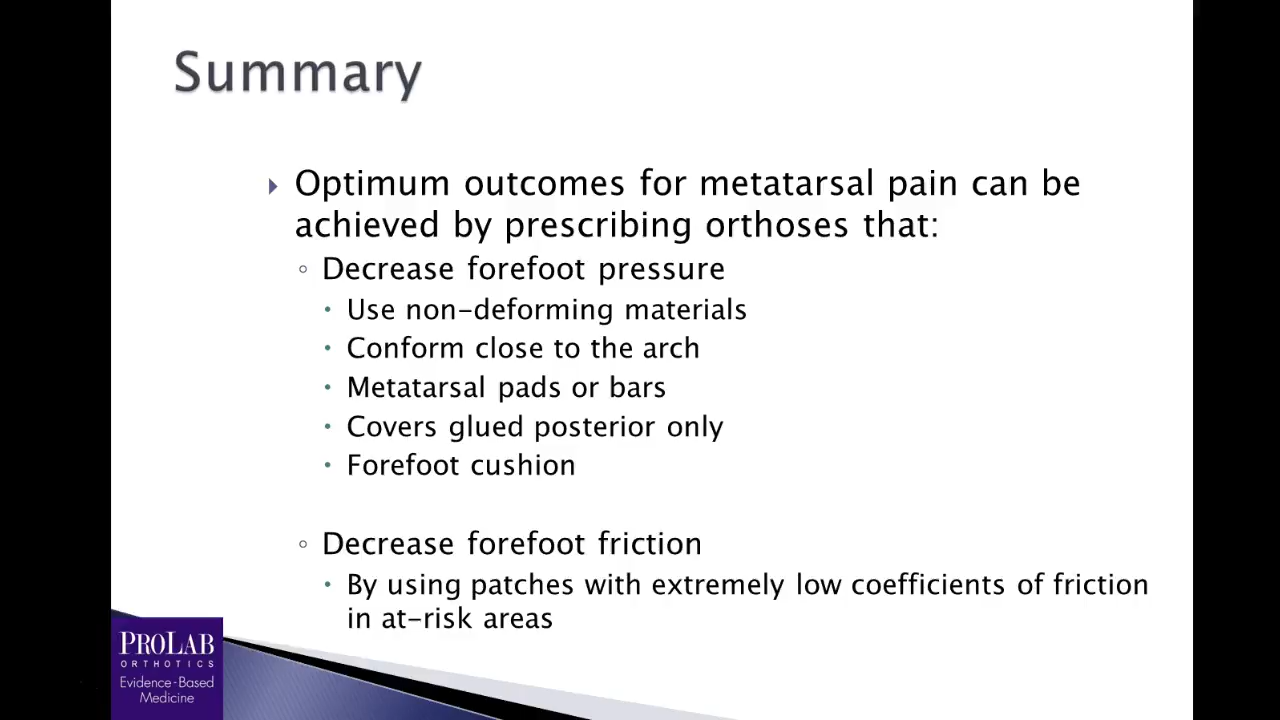 Summary
Optimum outcomes for metatarsal pain can be
achieved by prescribing orthoses that:
Decrease forefoot pressure
Use non-deforming materials
Conform close to the arch
Metatarsal pads or bars
Covers glued posterior only
Forefoot cushion
Decrease forefoot friction
By using patches with extremely low coefficients of friction
in at-risk areas
PROLAB
ORTHOTICS
Evidence-Based
Medicine